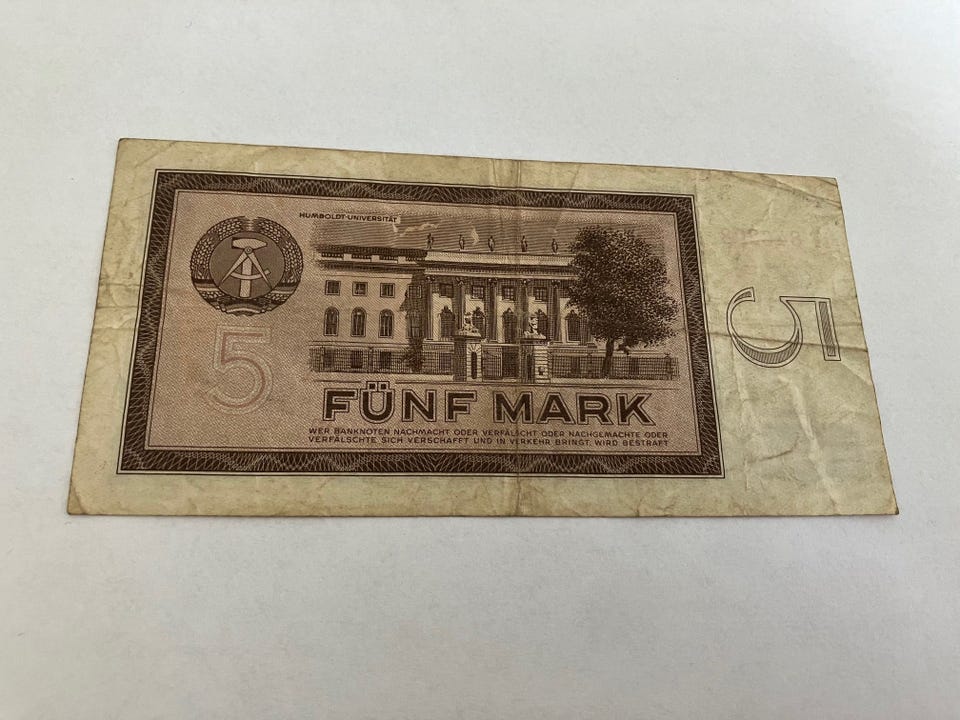 HUMBOLDT-UNIVERSITÄT
5
FÜNF MARK
WER BANKNOTEN NACHMACHT ODER VERFÄLSCHT ODER NACHGEMACHTE ODER
VERFÄLSCHTE SICH VERSCHAFFT UND IN VERKEHR BRINGT, WIRD BESTRAFT
5